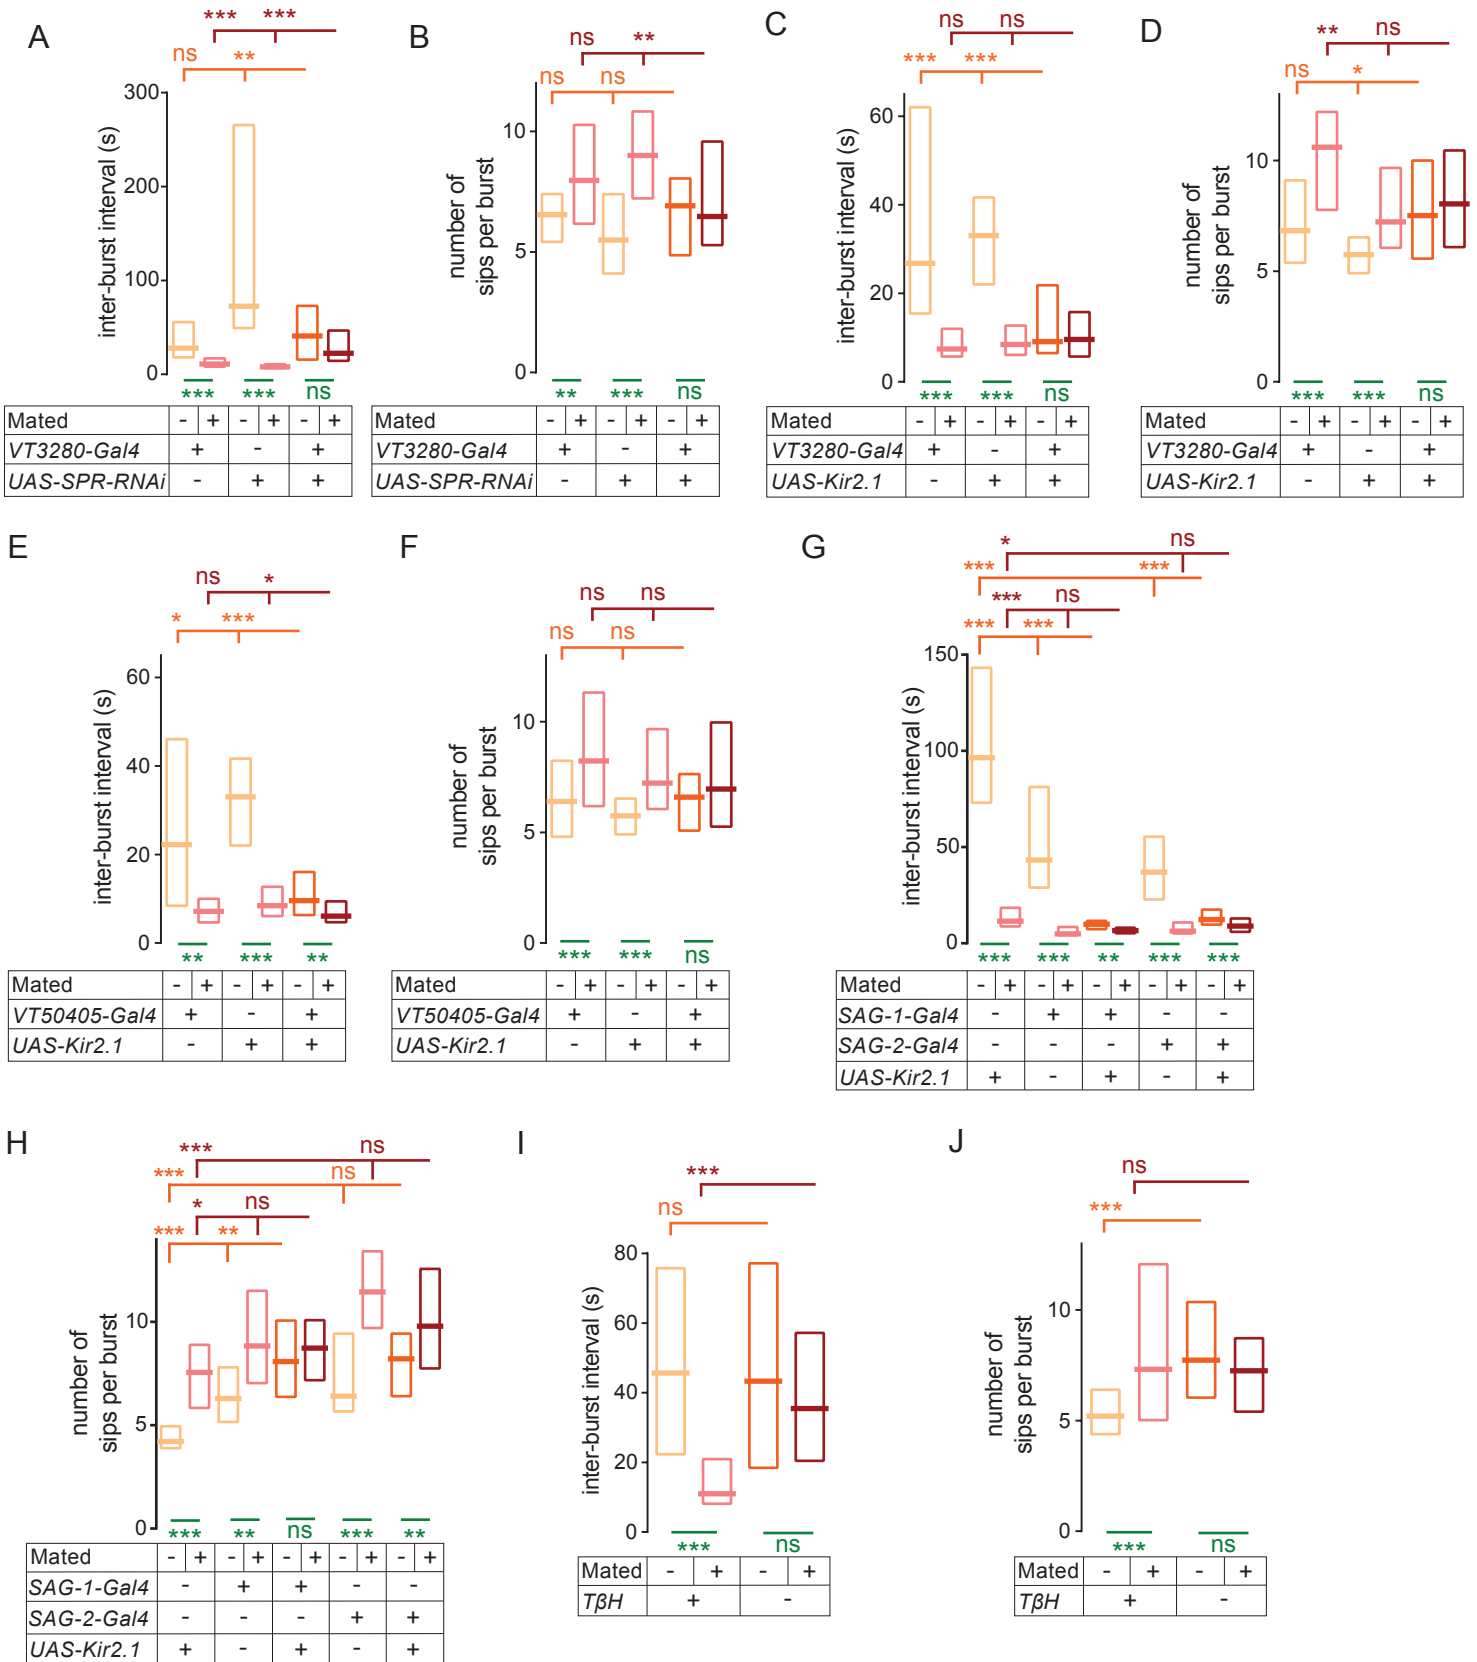 A
*** ***
ns **
inter-burst interval (s)
300
200
100
0
*** *** ns
Mated - + - + - +
VT3280-Gal4 + - +
UAS-SPR-RNAi - + +
B
ns **
ns ns
number of
sips per burst
10
5
0
** *** ns
Mated - + - + - +
VT3280-Gal4 + - +
UAS-SPR-RNAi - + +
C
ns ns
*** ***
inter-burst interval (s)
60
40
20
0
*** *** ns
Mated - + - + - +
VT3280-Gal4 + - +
UAS-Kir2.1 - + +
D
** ns
ns *
number of
sips per burst
10
5
0
*** *** ns
Mated - + - + - +
VT3280-Gal4 + - +
UAS-Kir2.1 - + +
E
ns *
* ***
inter-burst interval (s)
60
40
20
0
** *** **
Mated - + - + - +
VT50405-Gal4 + - +
UAS-Kir2.1 - + +
F
ns ns
ns ns
number of
sips per burst
10
5
0
*** *** ns
Mated - + - + - +
VT50405-Gal4 + - +
UAS-Kir2.1 - + +
G
* ns
*** ***
*** ns
*** ***
inter-burst interval (s)
150
100
50
0
*** *** ** *** ***
Mated - + - + - + - + - +
SAG-1-Gal4 - + + - -
SAG-2-Gal4 - - - + +
UAS-Kir2.1 + - + - +
H
*** ns
*** ns
* ns
*** **
number of
sips per burst
10
5
0
*** ** ns *** **
Mated - + - + - + - + - +
SAG-1-Gal4 - + + - -
SAG-2-Gal4 - - - + +
UAS-Kir2.1 + - + - +
I
***
ns
inter-burst interval (s)
80
60
40
20
0
*** ns
Mated - + - +
TβH + -
J
ns
***
number of
sips per burst
10
5
0
*** ns
Mated - + - +
TβH + -